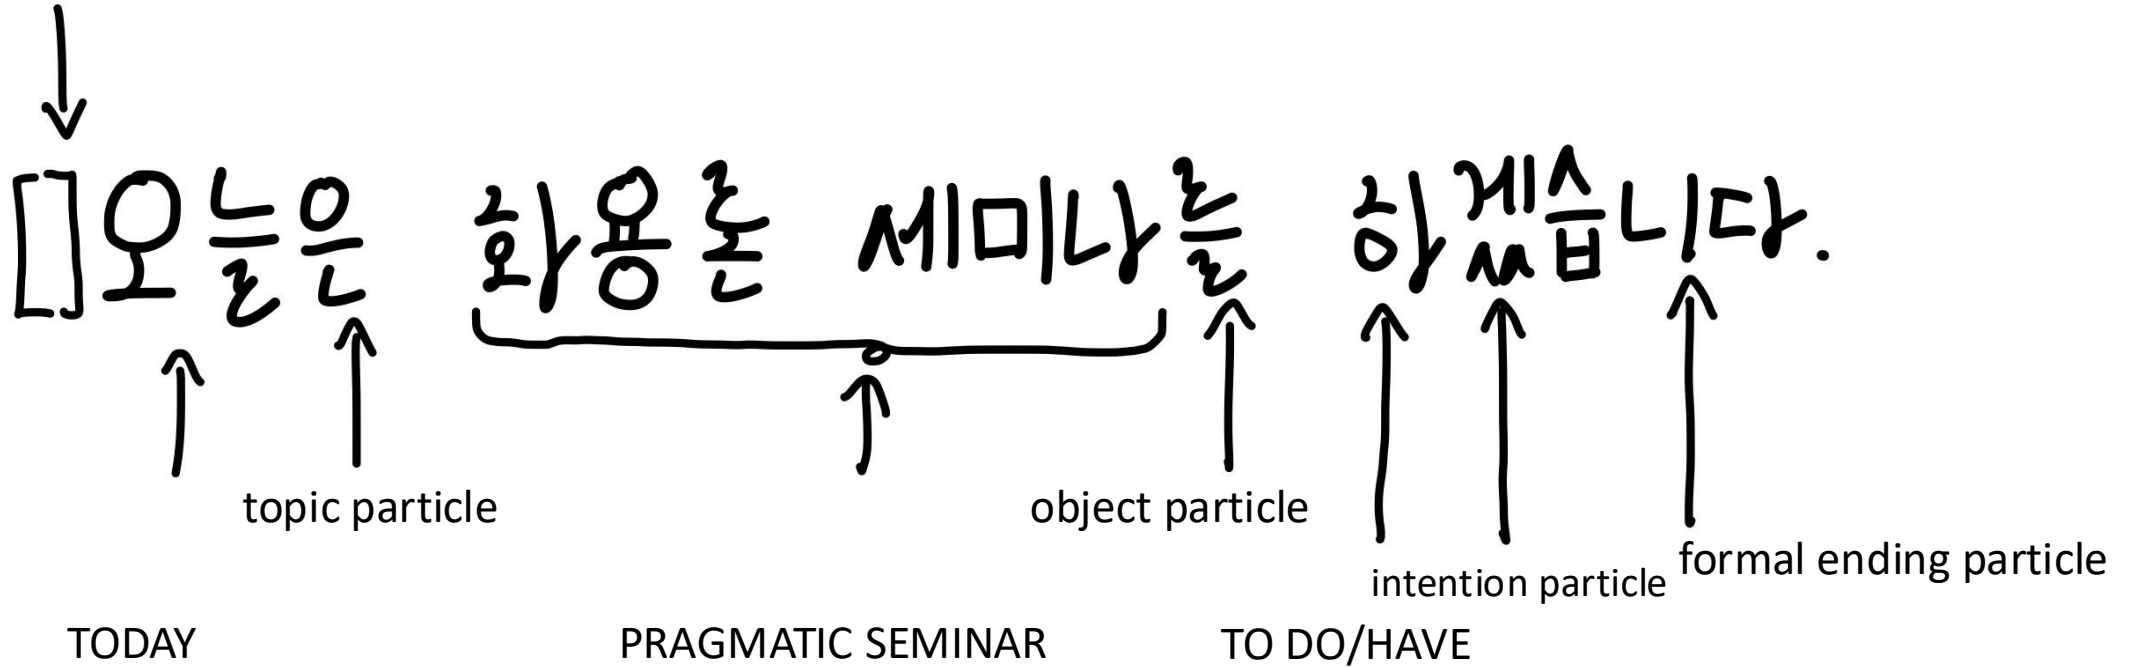 [ ]오늘은 화용론 세미나를 하겠습니다.
topic particle
object particle
intention particle
formal ending particle
TODAY
PRAGMATIC SEMINAR
TO DO/HAVE